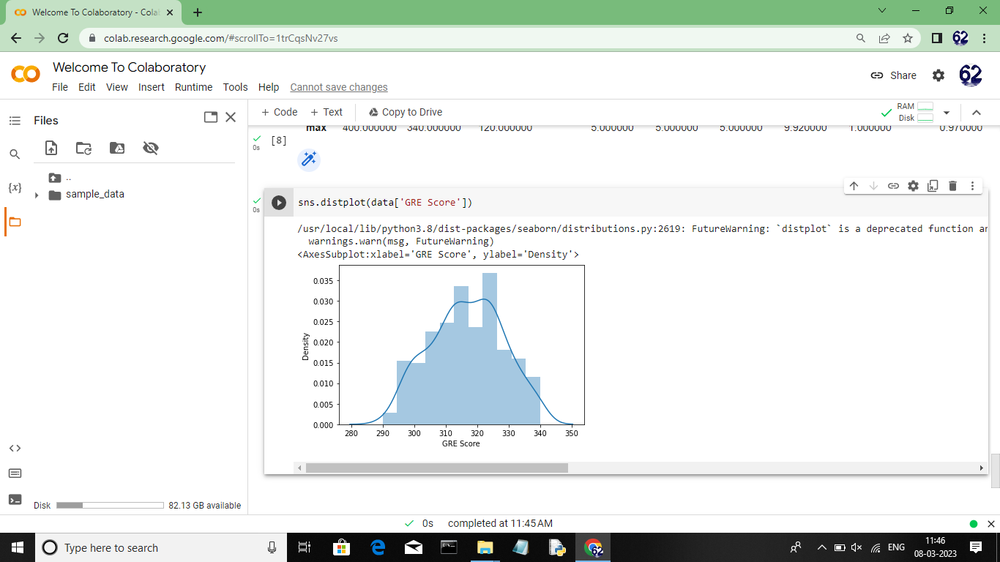 Welcome To Colaboratory - Cola
colab.research.google.com/#scrollTo=1trCqsNv27vs
62
Welcome To Colaboratory
Share
62
File Edit View Insert Runtime Tools Help Cannot save changes
Files
+ Code + Text Copy to Drive
RAM
Disk
max 400.000000 340.000000 120.000000 5.000000 5.000000 5.000000 9.920000 1.000000 0.970000
[8]
0s
{x}
..
sample_data
0s
sns.distplot(data['GRE Score'])
/usr/local/lib/python3.8/dist-packages/seaborn/distributions.py:2619: FutureWarning: `distplot` is a deprecated function an
warnings.warn(msg, FutureWarning)
<AxesSubplot:xlabel='GRE Score', ylabel='Density'>
0.035
0.030
0.025
0.020
0.015
0.010
0.005
0.000
Density
280 290 300 310 320 330 340 350
GRE Score
Disk 82.13 GB available
0s completed at 11:45 AM
Type here to search
62
ENG
11:46
08-03-2023